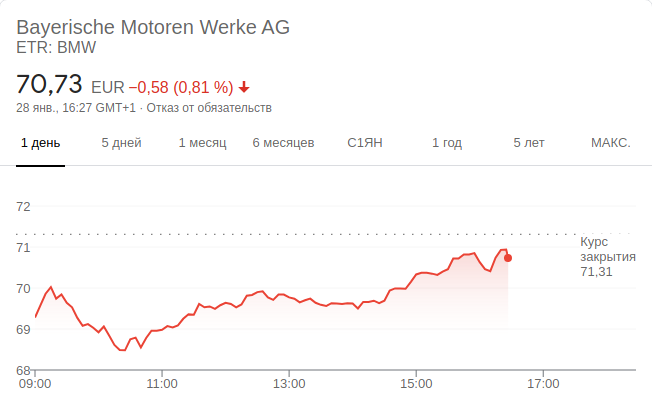 Bayerische Motoren Werke AG
ETR: BMW
70,73 EUR −0,58 (0,81 %)
28 янв., 16:27 GMT+1 · Отказ от обязательств
1 день 5 дней 1 месяц 6 месяцев С1ЯН 1 год 5 лет МАКС.
72
71
Курс
закрытия
71,31
70
69
68
09:00 11:00 13:00 15:00 17:00